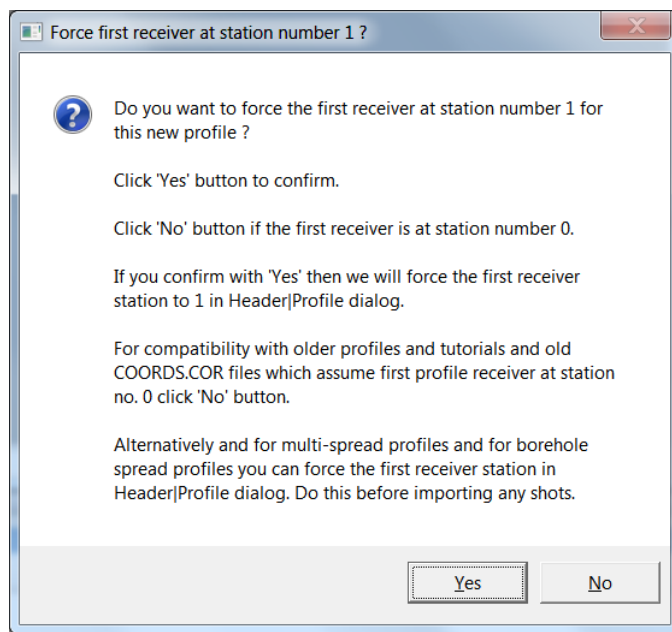 Force first receiver at station number 1 ?
Do you want to force the first receiver at station number 1 for
this new profile ?
Click 'Yes' button to confirm.
Click 'No' button if the first receiver is at station number 0.
If you confirm with 'Yes' then we will force the first receiver
station to 1 in Header|Profile dialog.
For compatibility with older profiles and tutorials and old
COORDS.COR files which assume first profile receiver at station
no. 0 click 'No' button.
Alternatively and for multi-spread profiles and for borehole
spread profiles you can force the first receiver station in
Header|Profile dialog. Do this before importing any shots.
Yes
No